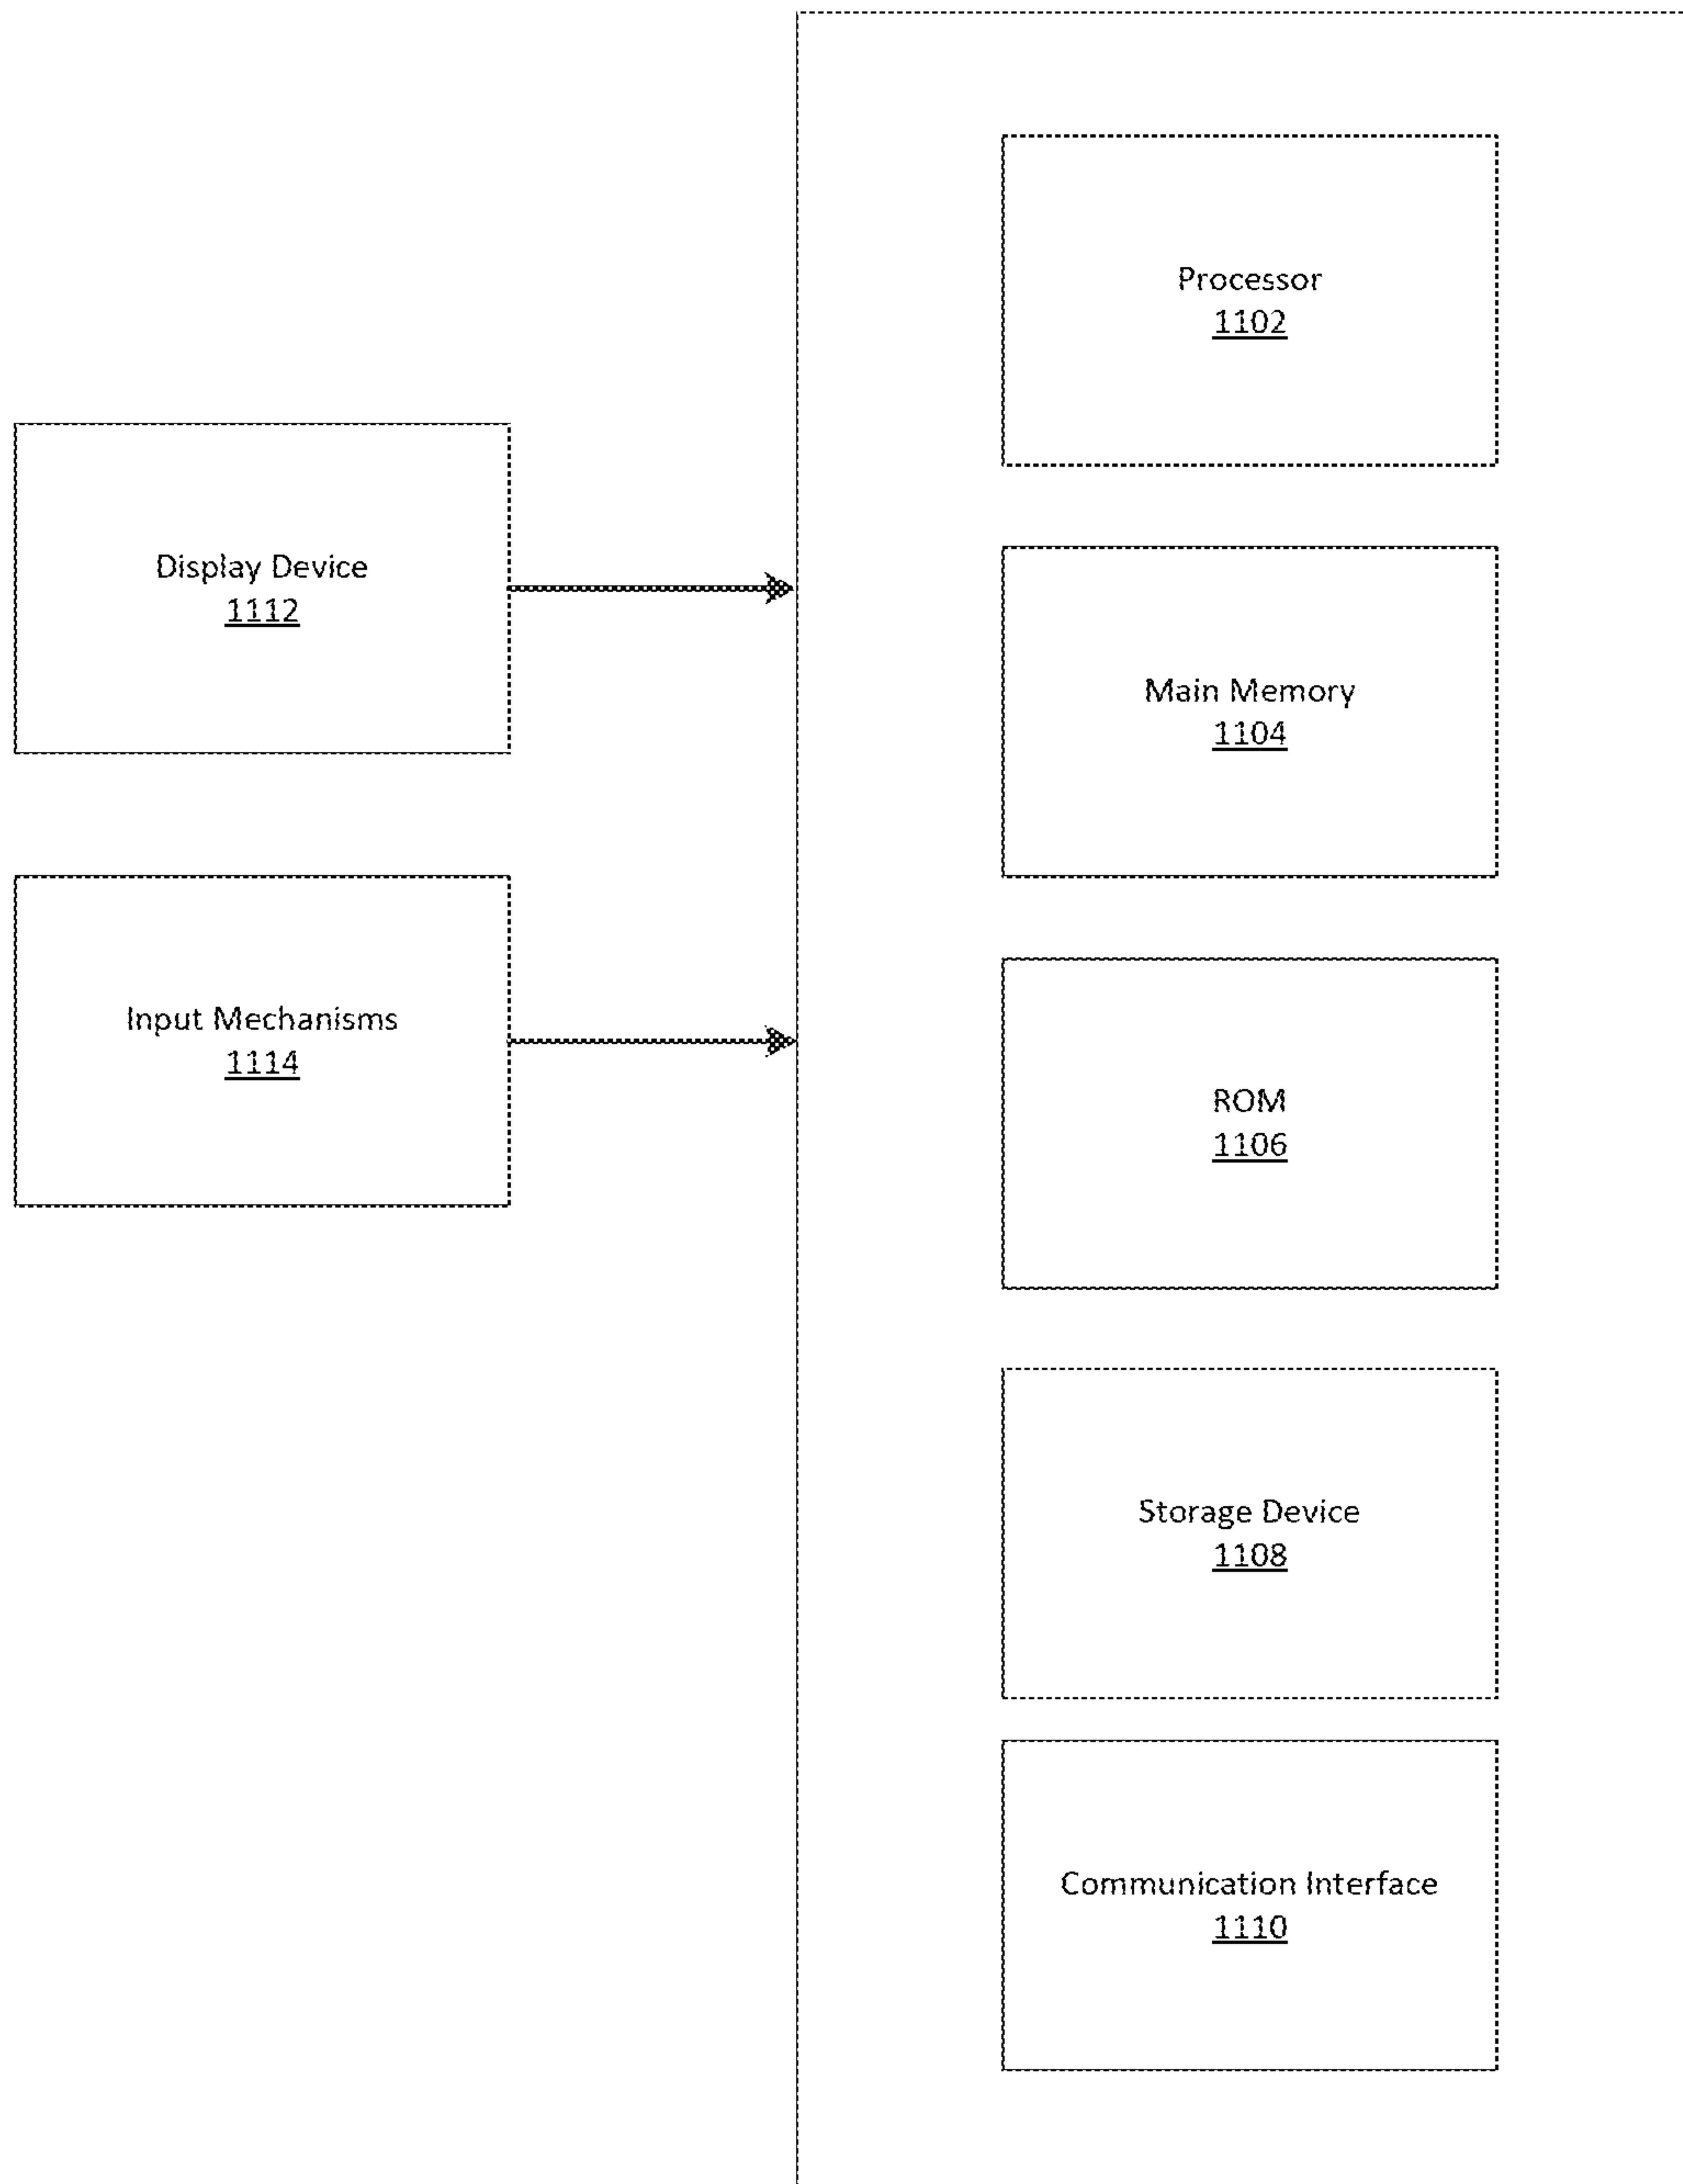 Processor
1102
Display Device
1112
Main Memory
1104
Input Mechanisms
1114
ROM
1106
Storage Device
1108
Communication Interface
1110